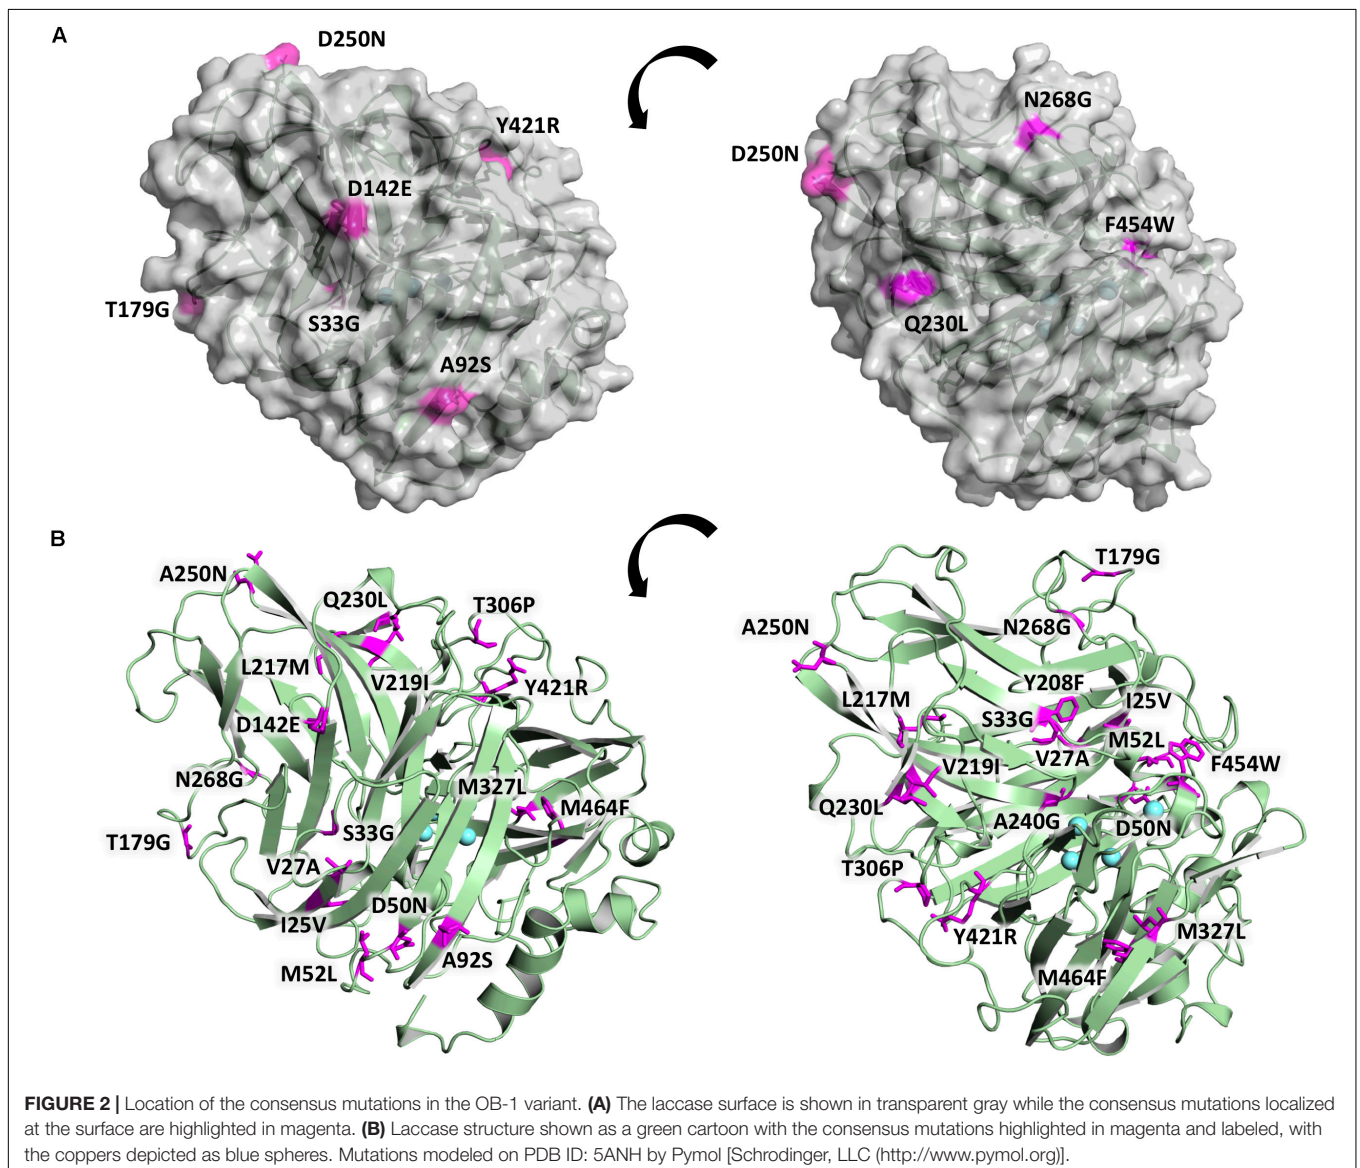 A
D250N
Y421R
D142E
T179G
S33G
A92S
N268G
D250N
F454W
Q230L
B
A250N
Q230L
T306P
L217M
V219I
Y421R
D142E
N268G
M327L
M464F
T179G
S33G
V27A
I25V
D50N
M52L
A92S
T179G
A250N
N268G
Y208F
L217M
I25V
S33G
M52L
V27A
V219I
F454W
Q230L
A240G
D50N
T306P
Y421R
M327L
M464F
FIGURE 2 | Location of the consensus mutations in the OB-1 variant. (A) The laccase surface is shown in transparent gray while the consensus mutations localized
at the surface are highlighted in magenta. (B) Laccase structure shown as a green cartoon with the consensus mutations highlighted in magenta and labeled, with
the coppers depicted as blue spheres. Mutations modeled on PDB ID: 5ANH by Pymol [Schrodinger, LLC (http://www.pymol.org)].